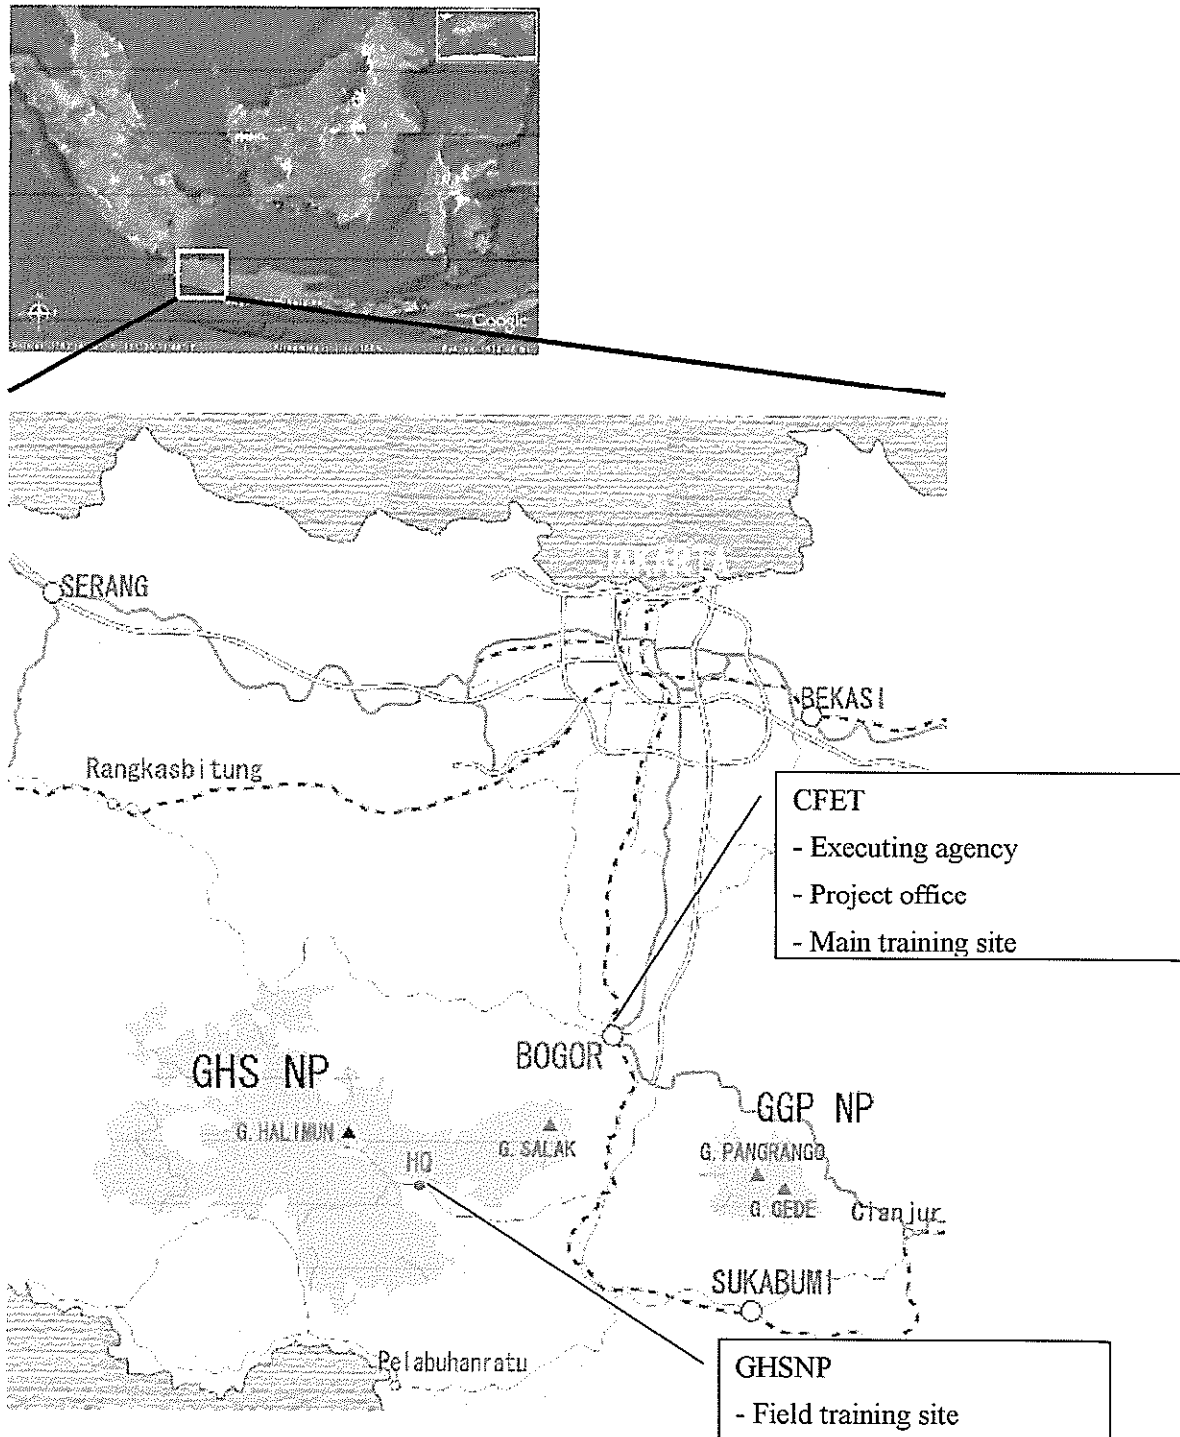 Google
JAKARTA
SERANG
BEKASI
Rangkasbitung
CFET
- Executing agency
- Project office
- Main training site
BOGOR
GHS NP
GGP NP
G. HALIMUN
G. SALAK
G. PANGRANGO
HQ
G. GEDE
Cianjur
SUKABUMI
Pelabuhanratu
GHSNP
- Field training site